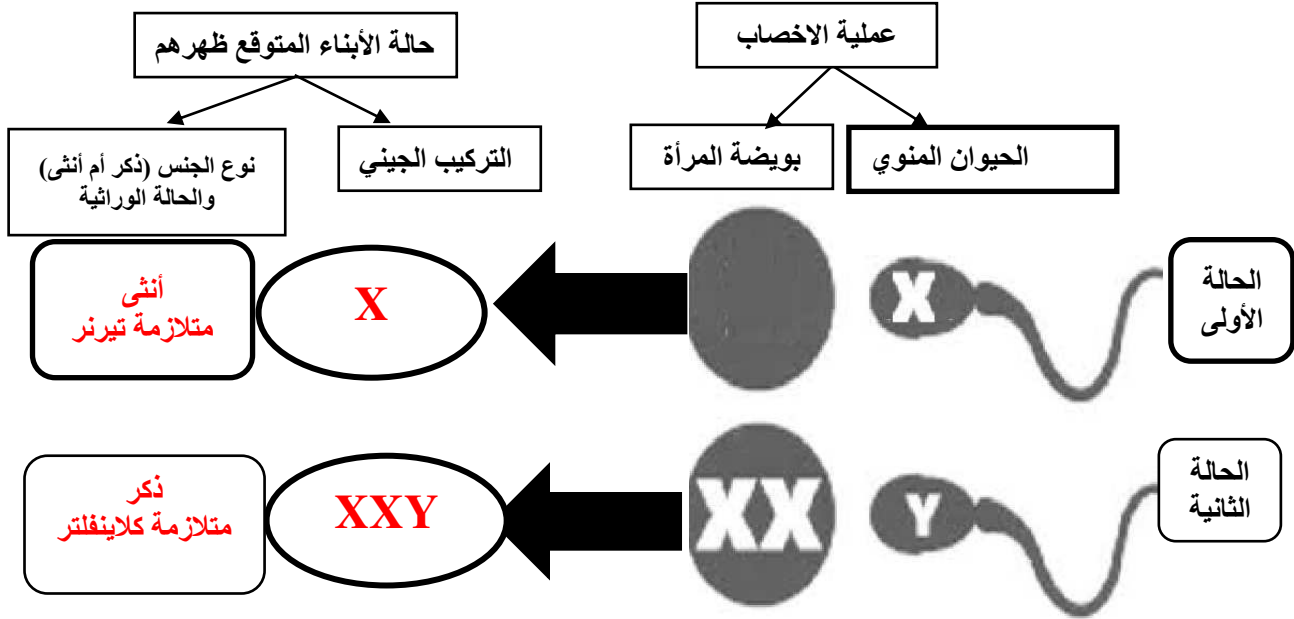 عملية الاخصاب
حالة الأبناء المتوقع ظهرهم
الحيوان المنوي
بويضة المرأة
التركيب الجيني
نوع الجنس (ذكر أم أنثى)
والحالة الوراثية
الحالة
الأولى
X
X
أنثى
متلازمة تيرنر
الحالة
الثانية
Y
XX
XXY
ذكر
متلازمة كلاينفلتر